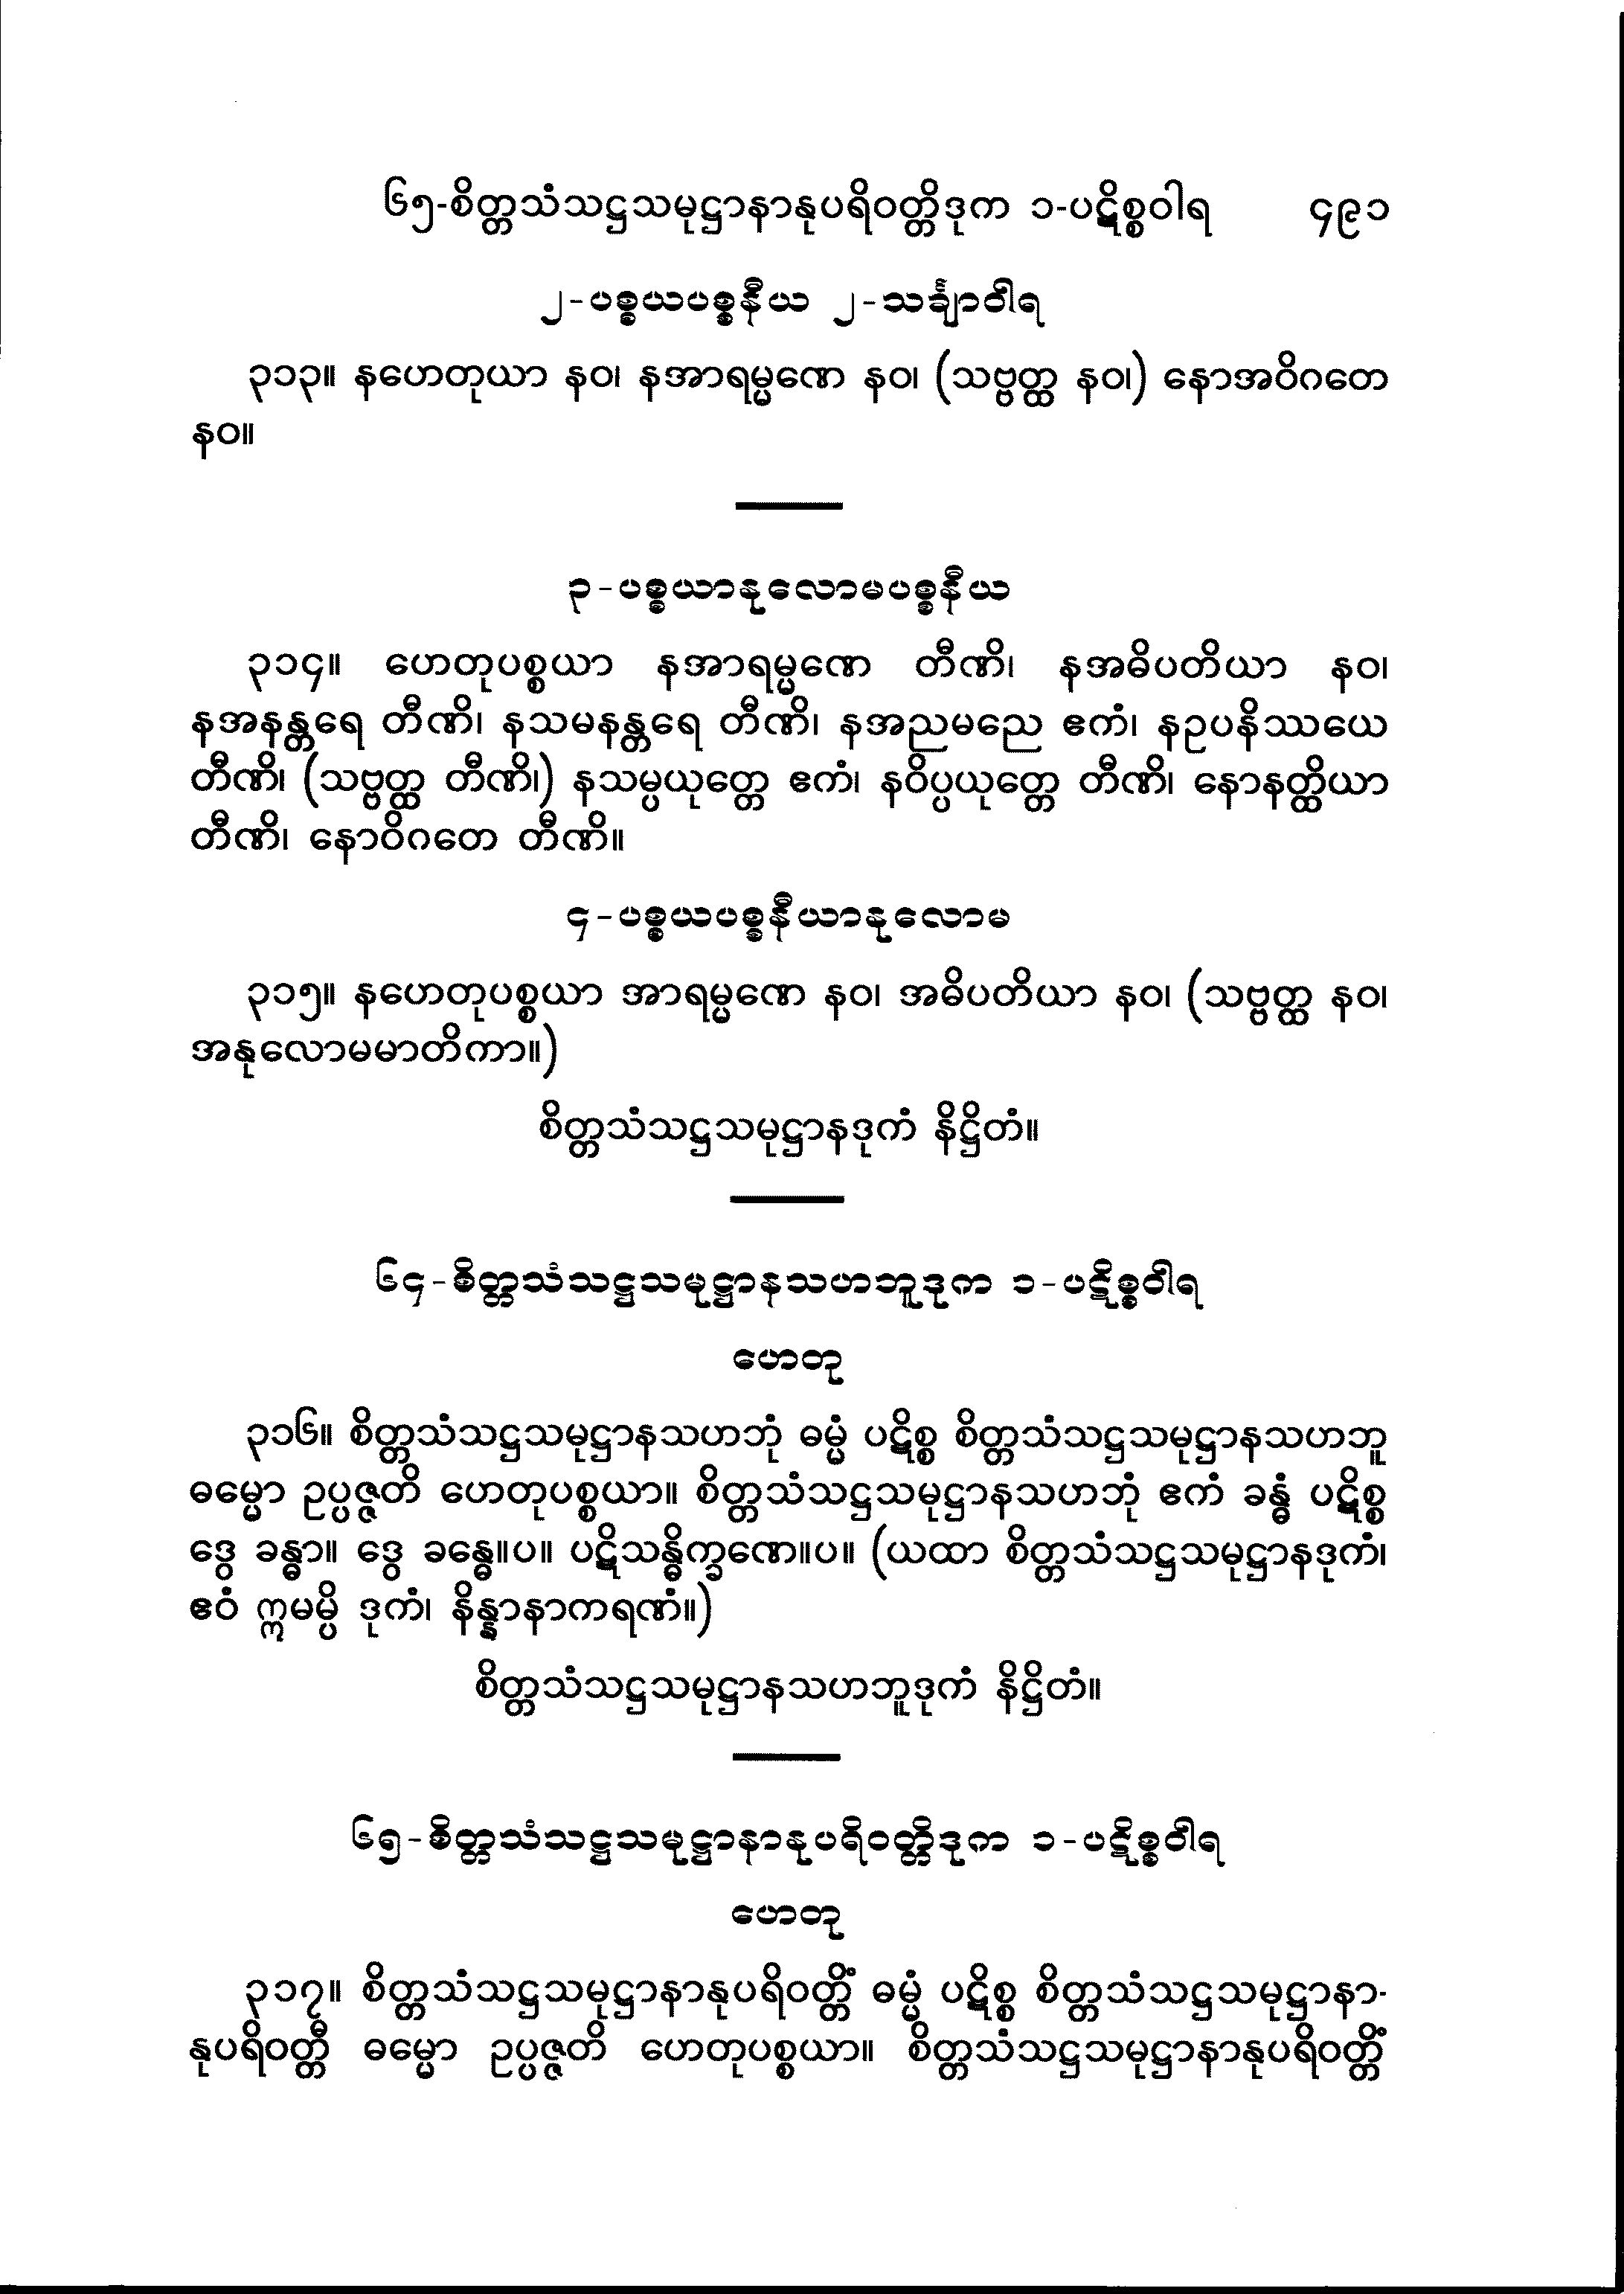 ၆၅-စိတ္တသံသဋ္ဌသမုဋ္ဌာနာနုပရိဝတ္တိဒုက ၁-ပဋိစ္စဝါရ ၄၉၁
၂-ပစ္စယပစ္စနီယ ၂-သင်္ချာဝါရ
၃၁၃။ နဟေတုယာ နဝ၊ နအာရမ္မဏေ နဝ၊ (သဗ္ဗတ္ထ နဝ၊) နောအဝိဂတေ
နဝ။
၃-ပစ္စယာနုလောမပစ္စနီယ
၃၁၄။ ဟေတုပစ္စယာ နအာရမ္မဏေ တီဏိ၊ နအဓိပတိယာ နဝ၊
နအနန္တရေ တီဏိ၊ နသမနန္တရေ တီဏိ၊ နအညမညေ ဧကံ၊ နဥပနိဿယေ
တီဏိ၊ (သဗ္ဗတ္ထ တီဏိ၊) နသမ္ပယုတ္တေ ဧကံ၊ နဝိပ္ပယုတ္တေ တီဏိ၊ နောနတ္ထိယာ
တီဏိ၊ နောဝိဂတေ တီဏိ။
၄-ပစ္စယပစ္စနီယာနုလောမ
၃၁၅။ နဟေတုပစ္စယာ အာရမ္မဏေ နဝ၊ အဓိပတိယာ နဝ၊ (သဗ္ဗတ္ထ နဝ၊
အနုလောမမာတိကာ။)
စိတ္တသံသဋ္ဌသမုဋ္ဌာနဒုကံ နိဋ္ဌိတံ။
၆၄-စိတ္တသံသဋ္ဌသမုဋ္ဌာနသဟဘူဒုက ၁-ပဋိစ္စဝါရ
ဟေတု
၃၁၆။ စိတ္တသံသဋ္ဌသမုဋ္ဌာနသဟဘုံ ဓမ္မံ ပဋိစ္စ စိတ္တသံသဋ္ဌသမုဋ္ဌာနသဟဘူ
ဓမ္မော ဥပ္ပဇ္ဇတိ ဟေတုပစ္စယာ။ စိတ္တသံသဋ္ဌသမုဋ္ဌာနသဟဘုံ ဧကံ ခန္ဓံ ပဋိစ္စ
ဒွေ ခန္ဓာ။ ဒွေ ခန္ဓေ။ပ။ ပဋိသန္ဓိက္ခဏေ။ပ။ (ယထာ စိတ္တသံသဋ္ဌသမုဋ္ဌာနဒုကံ၊
ဧဝံ ဣမမ္ပိ ဒုကံ၊ နိန္နာနာကရဏံ။)
စိတ္တသံသဋ္ဌသမုဋ္ဌာနသဟဘူဒုကံ နိဋ္ဌိတံ။
၆၅-စိတ္တသံသဋ္ဌသမုဋ္ဌာနာနုပရိဝတ္တိဒုက ၁-ပဋိစ္စဝါရ
ဟေတု
၃၁၇။ စိတ္တသံသဋ္ဌသမုဋ္ဌာနာနုပရိဝတ္တိံ ဓမ္မံ ပဋိစ္စ စိတ္တသံသဋ္ဌသမုဋ္ဌာနာ-
နုပရိဝတ္တီ ဓမ္မော ဥပ္ပဇ္ဇတိ ဟေတုပစ္စယာ။ စိတ္တသံသဋ္ဌသမုဋ္ဌာနာနုပရိဝတ္တိံ